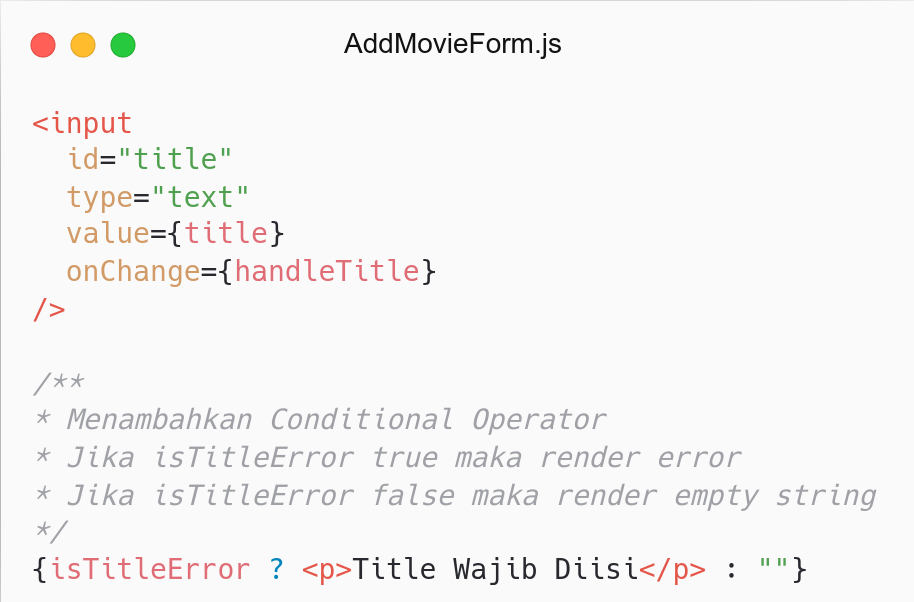 AddMovieForm.js
<input
  id="title"
  type="text"
  value={title}
  onChange={handleTitle}
/>
/**
* Menambahkan Conditional Operator
* Jika isTitleError true maka render error
* Jika isTitleError false maka render empty string
*/
{isTitleError ? <p>Title Wajib Diisi</p> : ""}